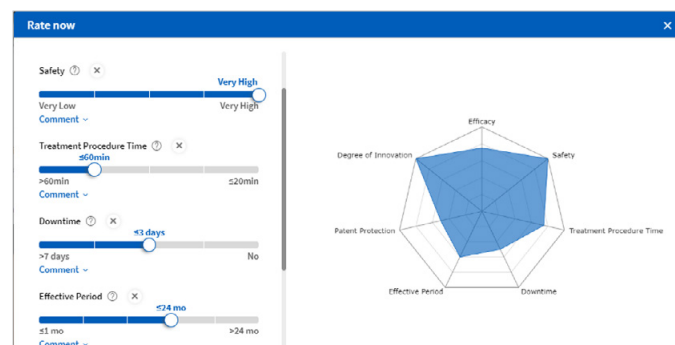 Rate now
×
Safety ? ×
Very High
Very Low Very High
Comment
Treatment Procedure Time ? ×
≤60min
>60min ≤20min
Comment
Downtime ? ×
≤3 days
>7 days No
Comment
Effective Period ? ×
≤24 mo
≤1 mo >24 mo
Comment
Efficacy
Degree of Innovation Safety
Patent Protection Treatment Procedure Time
Effective Period Downtime